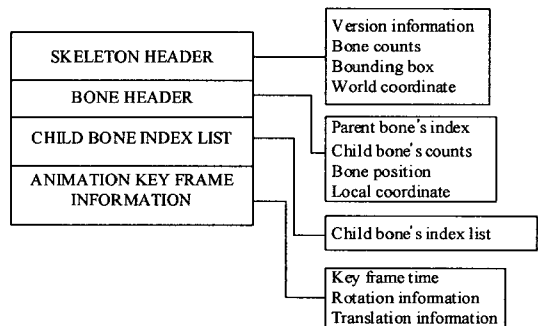 SKELETON HEADER
BONE HEADER
CHILD BONE INDEX LIST
ANIMATION KEY FRAME
INFORMATION
Version information
Bone counts
Bounding box
World coordinate
Parent bone's index
Child bone's counts
Bone position
Local coordinate
Child bone's index list
Key frame time
Rotation information
Translation information